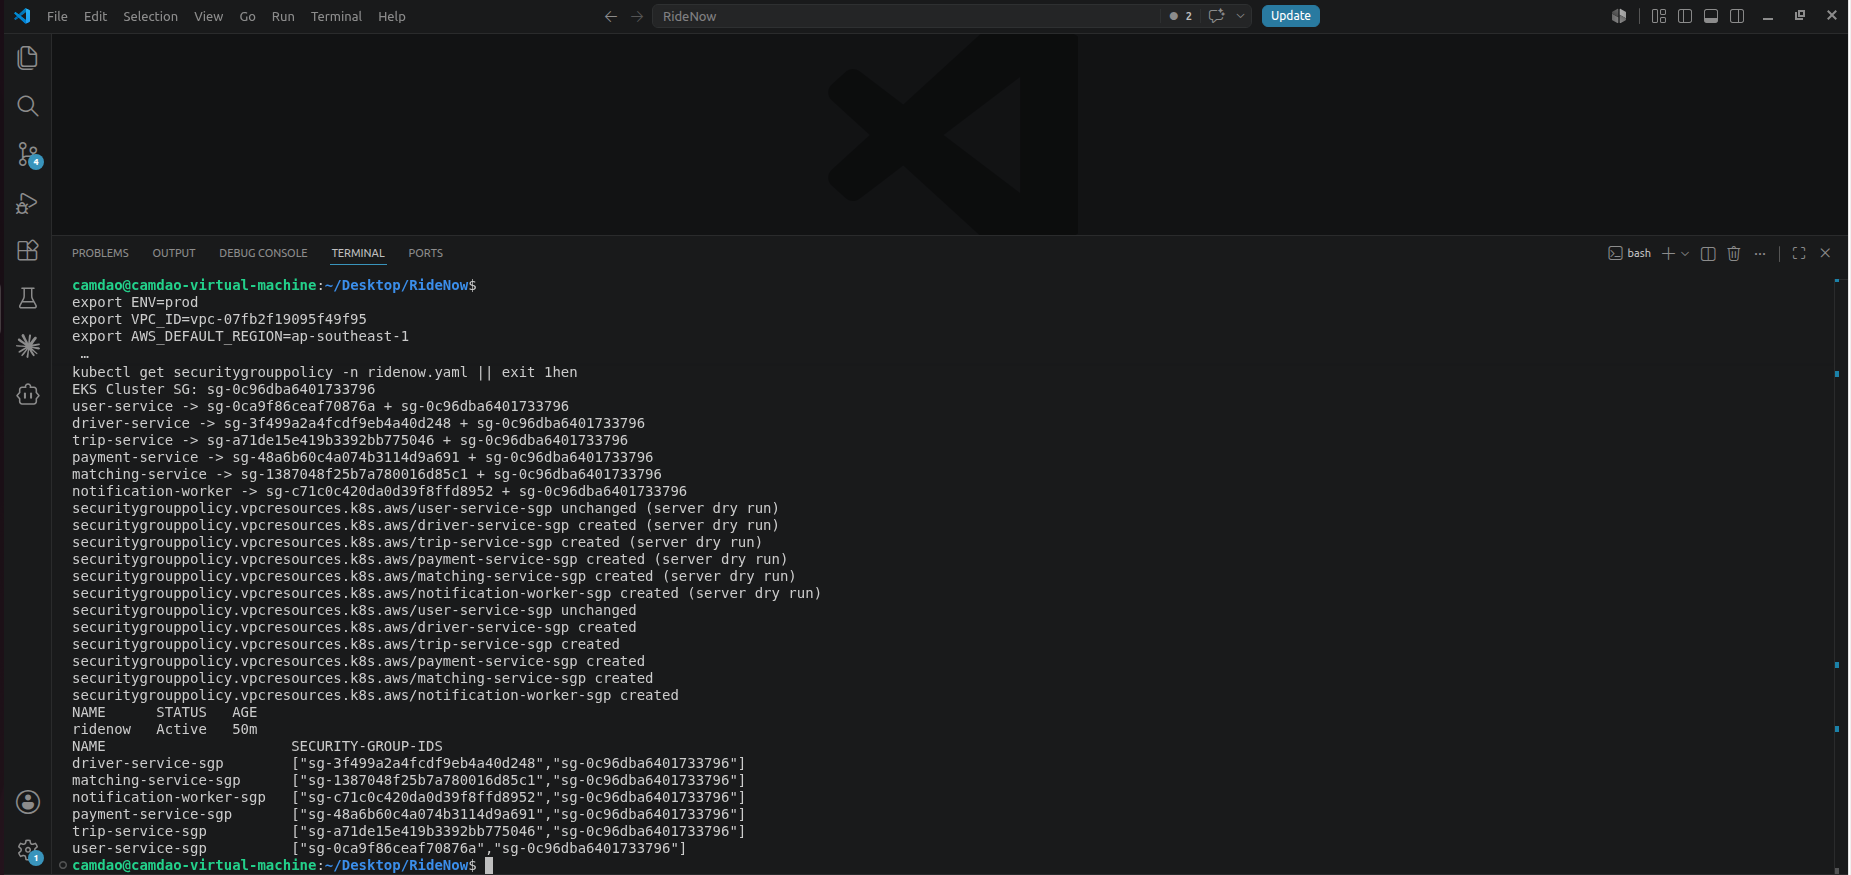 File Edit Selection View Go Run Terminal Help
RideNow
2
Update
4
PROBLEMS OUTPUT DEBUG CONSOLE TERMINAL PORTS
bash
camdao@camdao-virtual-machine:~/Desktop/RideNow$
export ENV=prod
export VPC_ID=vpc-07fb2f19095f49f95
export AWS_DEFAULT_REGION=ap-southeast-1
…
kubectl get securitygrouppolicy -n ridenow.yaml || exit 1hen
EKS Cluster SG: sg-0c96dba6401733796
user-service -> sg-0ca9f86ceaf70876a + sg-0c96dba6401733796
driver-service -> sg-3f499a2a4fcdf9eb4a40d248 + sg-0c96dba6401733796
trip-service -> sg-a71de15e419b3392bb775046 + sg-0c96dba6401733796
payment-service -> sg-48a6b60c4a074b3114d9a691 + sg-0c96dba6401733796
matching-service -> sg-1387048f25b7a780016d85c1 + sg-0c96dba6401733796
notification-worker -> sg-c71c0c420da0d39f8ffd8952 + sg-0c96dba6401733796
securitygrouppolicy.vpcresources.k8s.aws/user-service-sgp unchanged (server dry run)
securitygrouppolicy.vpcresources.k8s.aws/driver-service-sgp created (server dry run)
securitygrouppolicy.vpcresources.k8s.aws/trip-service-sgp created (server dry run)
securitygrouppolicy.vpcresources.k8s.aws/payment-service-sgp created (server dry run)
securitygrouppolicy.vpcresources.k8s.aws/matching-service-sgp created (server dry run)
securitygrouppolicy.vpcresources.k8s.aws/notification-worker-sgp created (server dry run)
securitygrouppolicy.vpcresources.k8s.aws/user-service-sgp unchanged
securitygrouppolicy.vpcresources.k8s.aws/driver-service-sgp created
securitygrouppolicy.vpcresources.k8s.aws/trip-service-sgp created
securitygrouppolicy.vpcresources.k8s.aws/payment-service-sgp created
securitygrouppolicy.vpcresources.k8s.aws/matching-service-sgp created
securitygrouppolicy.vpcresources.k8s.aws/notification-worker-sgp created
NAME STATUS AGE
ridenow Active 50m
NAME SECURITY-GROUP-IDS
driver-service-sgp ["sg-3f499a2a4fcdf9eb4a40d248","sg-0c96dba6401733796"]
matching-service-sgp ["sg-1387048f25b7a780016d85c1","sg-0c96dba6401733796"]
notification-worker-sgp ["sg-c71c0c420da0d39f8ffd8952","sg-0c96dba6401733796"]
payment-service-sgp ["sg-48a6b60c4a074b3114d9a691","sg-0c96dba6401733796"]
trip-service-sgp ["sg-a71de15e419b3392bb775046","sg-0c96dba6401733796"]
user-service-sgp ["sg-0ca9f86ceaf70876a","sg-0c96dba6401733796"]
camdao@camdao-virtual-machine:~/Desktop/RideNow$
1